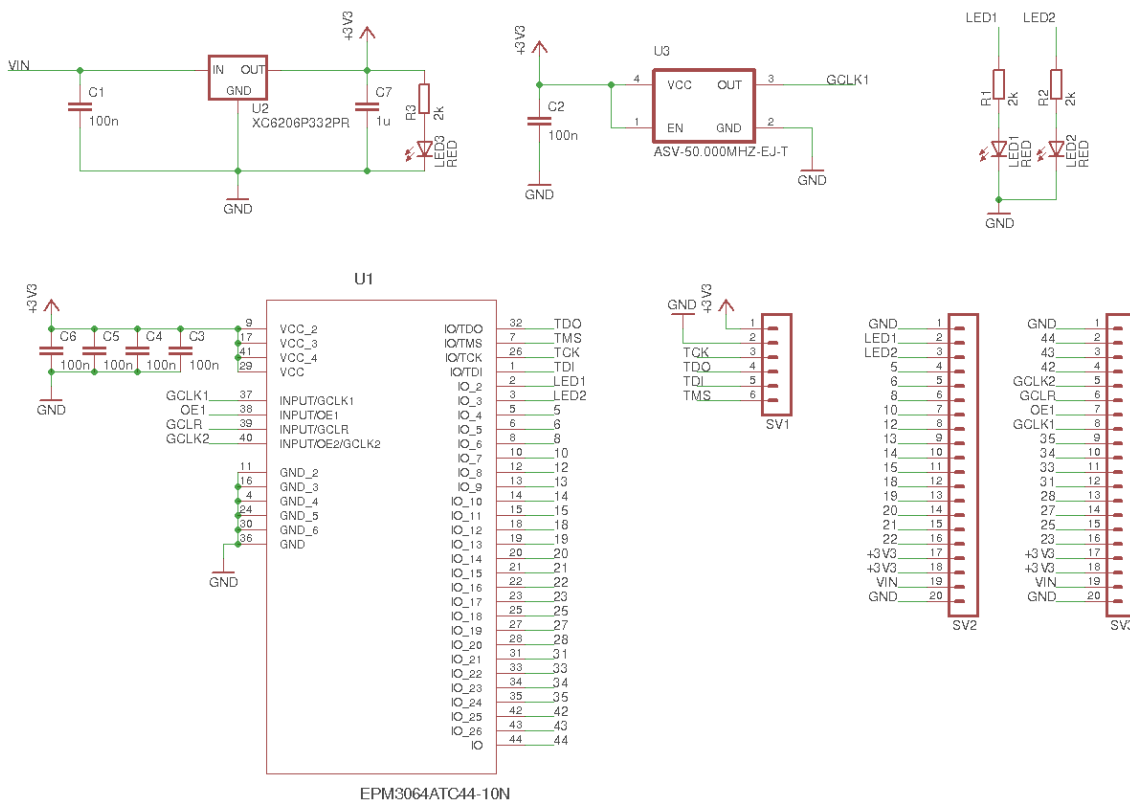 VIN
IN OUT
GND
U2
XC6206P332PR
C1
100n
+3V3
C7
1u
R3
2k
LED3
RED
GND
+3V3
C2
100n
GND
U3
4 VCC OUT 3
1 EN GND 2
ASV-50.000MHZ-EJ-T
GCLK1
GND
LED1 LED2
R1
2k
R2
2k
LED1
RED
LED2
RED
GND
U1
+3V3
C6 C5 C4 C3
100n 100n 100n 100n
GND
9 VCC_2
17 VCC_3
41 VCC_4
29 VCC
GCLK1 37 INPUT/GCLK1
OE1 38 INPUT/OE1
GCLR 39 INPUT/GCLR
GCLK2 40 INPUT/OE2/GCLK2
11 GND_2
16 GND_3
4 GND_4
24 GND_5
30 GND_6
36 GND
GND
IO/TDO 32 TDO
IO/TMS 7 TMS
IO/TCK 26 TCK
IO/TDI 1 TDI
IO_2 2 LED1
IO_3 3 LED2
IO_4 5 5
IO_5 6 6
IO_6 8 8
IO_7 10 10
IO_8 12 12
IO_9 13 13
IO_10 14 14
IO_11 15 15
IO_12 18 18
IO_13 19 19
IO_14 20 20
IO_15 21 21
IO_16 22 22
IO_17 23 23
IO_18 25 25
IO_19 27 27
IO_20 28 28
IO_21 31 31
IO_22 33 33
IO_23 34 34
IO_24 35 35
IO_25 42 42
IO_26 43 43
IO 44 44
EPM3064ATC44-10N
GND +3V3
1
2
TCK 3
TDO 4
TDI 5
TMS 6
SV1
GND 1
LED1 2
LED2 3
5 4
6 5
8 6
10 7
12 8
13 9
14 10
15 11
18 12
19 13
20 14
21 15
22 16
+3V3 17
+3V3 18
VIN 19
GND 20
SV2
GND 1
44 2
43 3
42 4
GCLK2 5
GCLR 6
OE1 7
GCLK1 8
35 9
34 10
33 11
31 12
28 13
27 14
25 15
23 16
+3V3 17
+3V3 18
VIN 19
GND 20